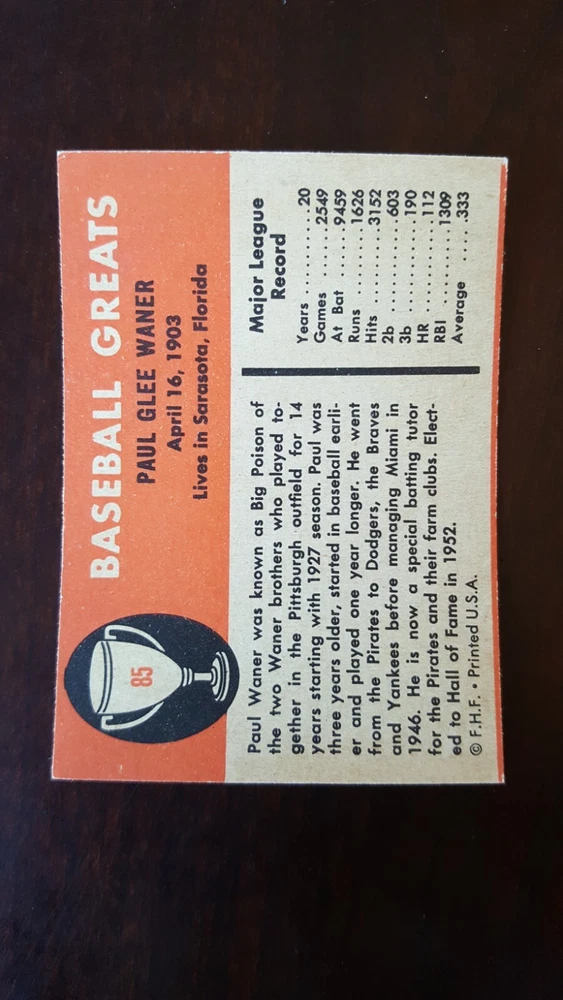 85
BASEBALL GREATS
PAUL GLEE WANER
April 16, 1903
Lives in Sarasota, Florida
Paul Waner was known as Big Poison of
the two Waner brothers who played to-
gether in the Pittsburgh outfield for 14
years starting with 1927 season. Paul was
three years older, started in baseball earli-
er and played one year longer. He went
from the Pirates to Dodgers, the Braves
and Yankees before managing Miami in
1946. He is now a special batting tutor
for the Pirates and their farm clubs. Elect-
ed to Hall of Fame in 1952.
© F.H.F. • Printed U.S.A.
Major League
Record
Years ..........20
Games .......2549
At Bat ......9459
Runs ........1626
Hits .........3152
2b ...........603
3b ...........190
HR ...........112
RBI .........1309
Average .....333